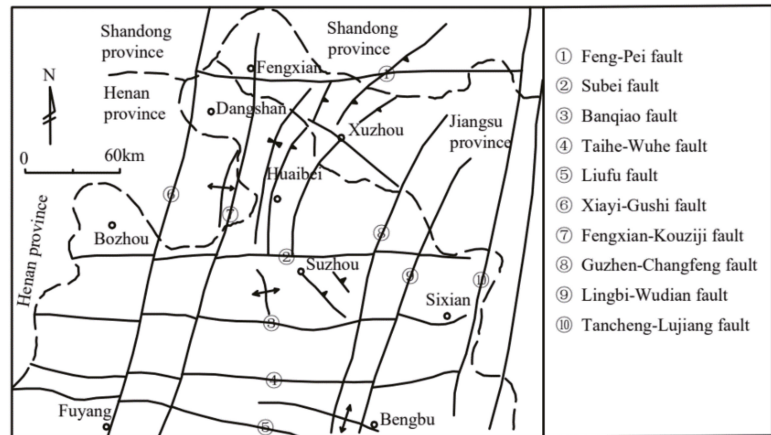 Shandong
province
Shandong
province
N
Fengxian
①
Henan
province
Dangshan
Xuzhou
Jiangsu
province
0
60km
Huaibei
⑥
⑦
Bozhou
⑧
②
Suzhou
⑨
⑩
Henan province
Sixian
③
④
Fuyang
⑤
Bengbu
① Feng-Pei fault
② Subei fault
③ Banqiao fault
④ Taihe-Wuhe fault
⑤ Liufu fault
⑥ Xiayi-Gushi fault
⑦ Fengxian-Kouziji fault
⑧ Guzhen-Changfeng fault
⑨ Lingbi-Wudian fault
⑩ Tancheng-Lujiang fault